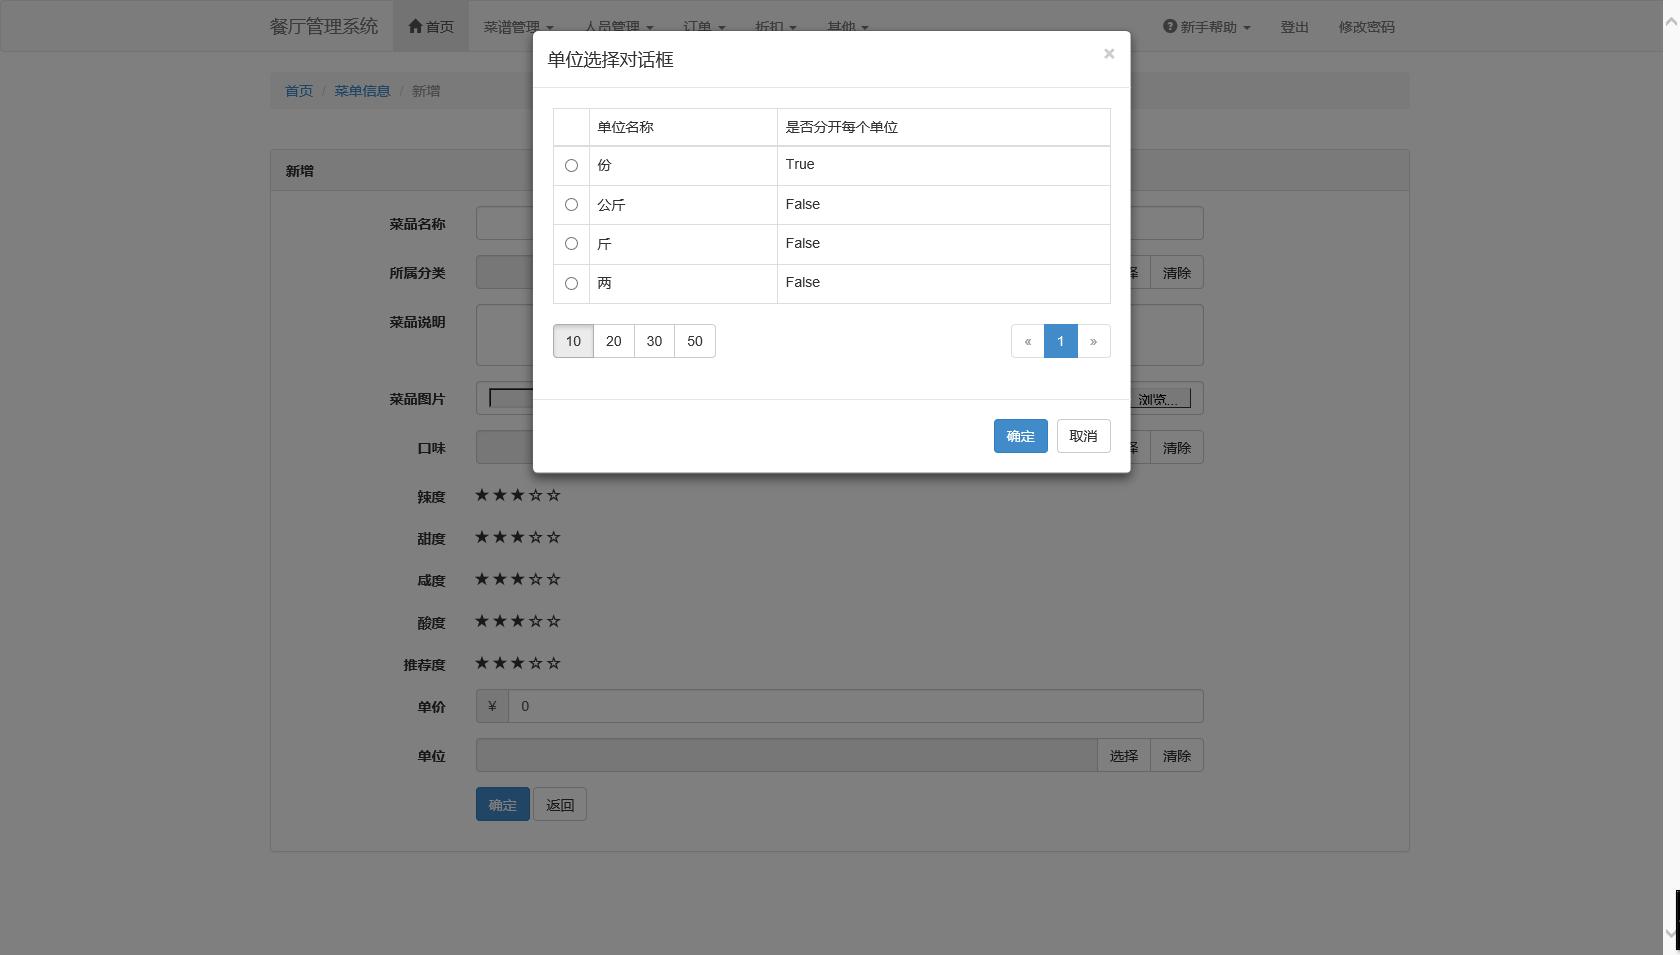 餐厅管理系统 首页 菜谱管理 人员管理 订单 折扣 其他 新手帮助 登出 修改密码
首页 / 菜单信息 / 新增
单位选择对话框 ×
单位名称 是否分开每个单位
份 True
公斤 False
斤 False
两 False
10 20 30 50 « 1 »
确定 取消
新增
菜品名称
所属分类 清除
菜品说明
菜品图片 浏览...
口味 清除
辣度 ★★★☆☆
甜度 ★★★☆☆
咸度 ★★★☆☆
酸度 ★★★☆☆
推荐度 ★★★☆☆
单价 ¥ 0
单位 选择 清除
确定 返回